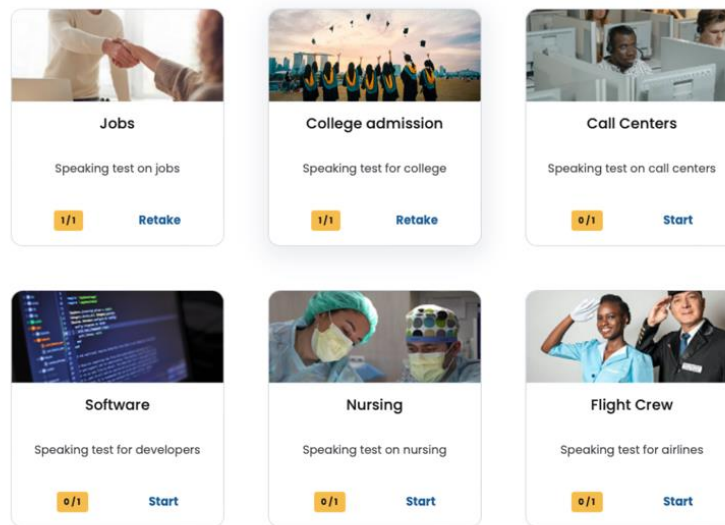 Jobs
College admission
Call Centers
Speaking test on jobs
Speaking test for college
Speaking test on call centers
1/1
Retake
1/1
Retake
0/1
Start
Software
Nursing
Flight Crew
Speaking test for developers
Speaking test on nursing
Speaking test for airlines
0/1
Start
0/1
Start
0/1
Start